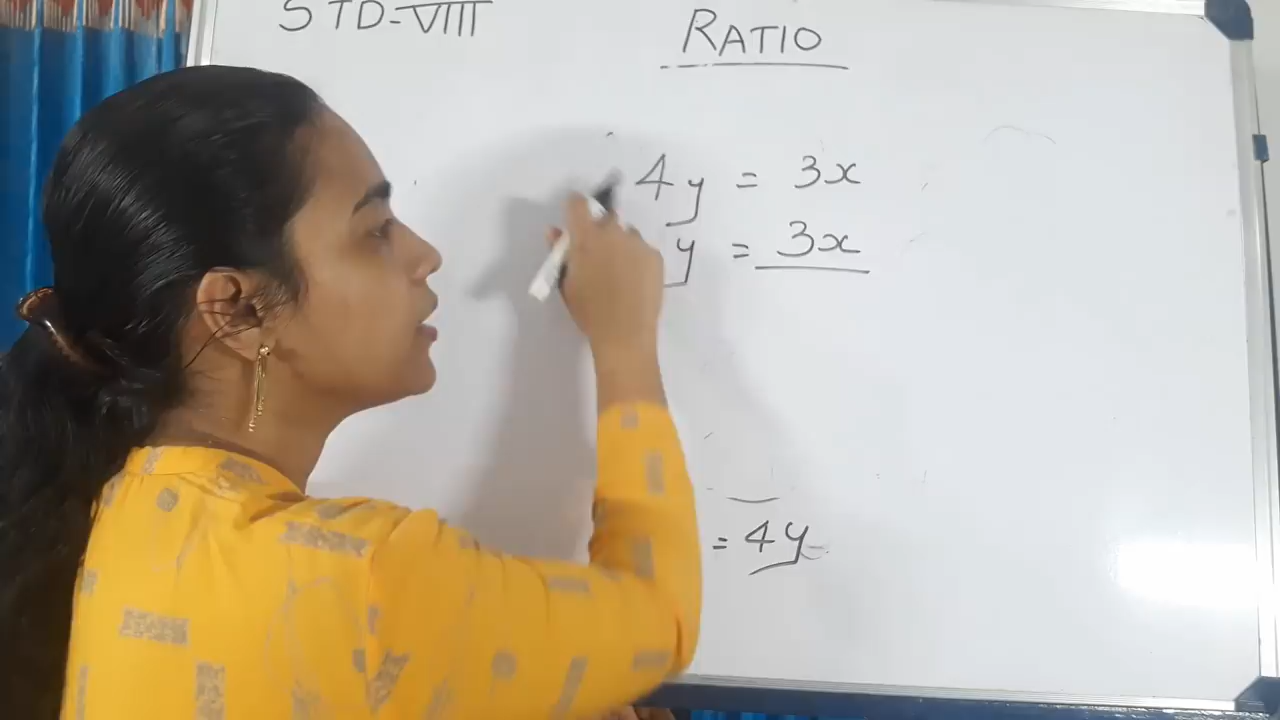 STD-VIII
RATIO
4y = 3x
y = 3x
= 4y